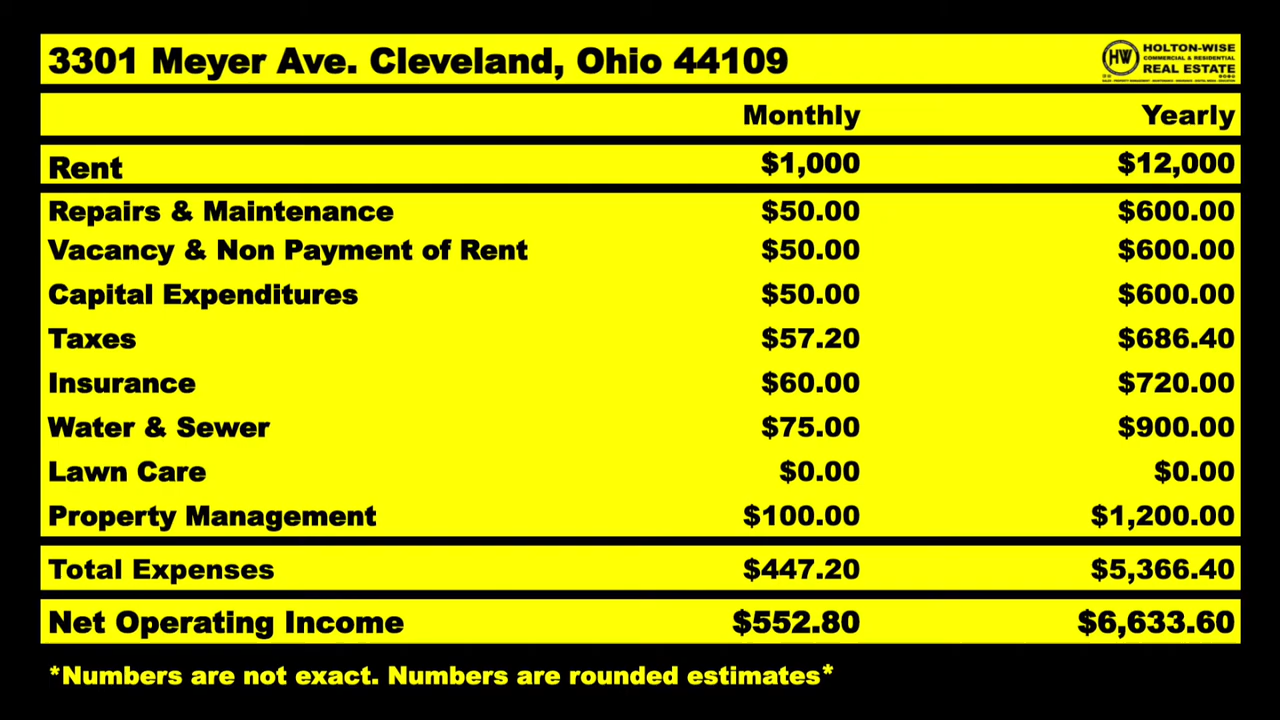 3301 Meyer Ave. Cleveland, Ohio 44109
HOLTON-WISE
COMMERCIAL & RESIDENTIAL
REAL ESTATE
HW
Monthly Yearly
Rent $1,000 $12,000
Repairs & Maintenance $50.00 $600.00
Vacancy & Non Payment of Rent $50.00 $600.00
Capital Expenditures $50.00 $600.00
Taxes $57.20 $686.40
Insurance $60.00 $720.00
Water & Sewer $75.00 $900.00
Lawn Care $0.00 $0.00
Property Management $100.00 $1,200.00
Total Expenses $447.20 $5,366.40
Net Operating Income $552.80 $6,633.60
*Numbers are not exact. Numbers are rounded estimates*